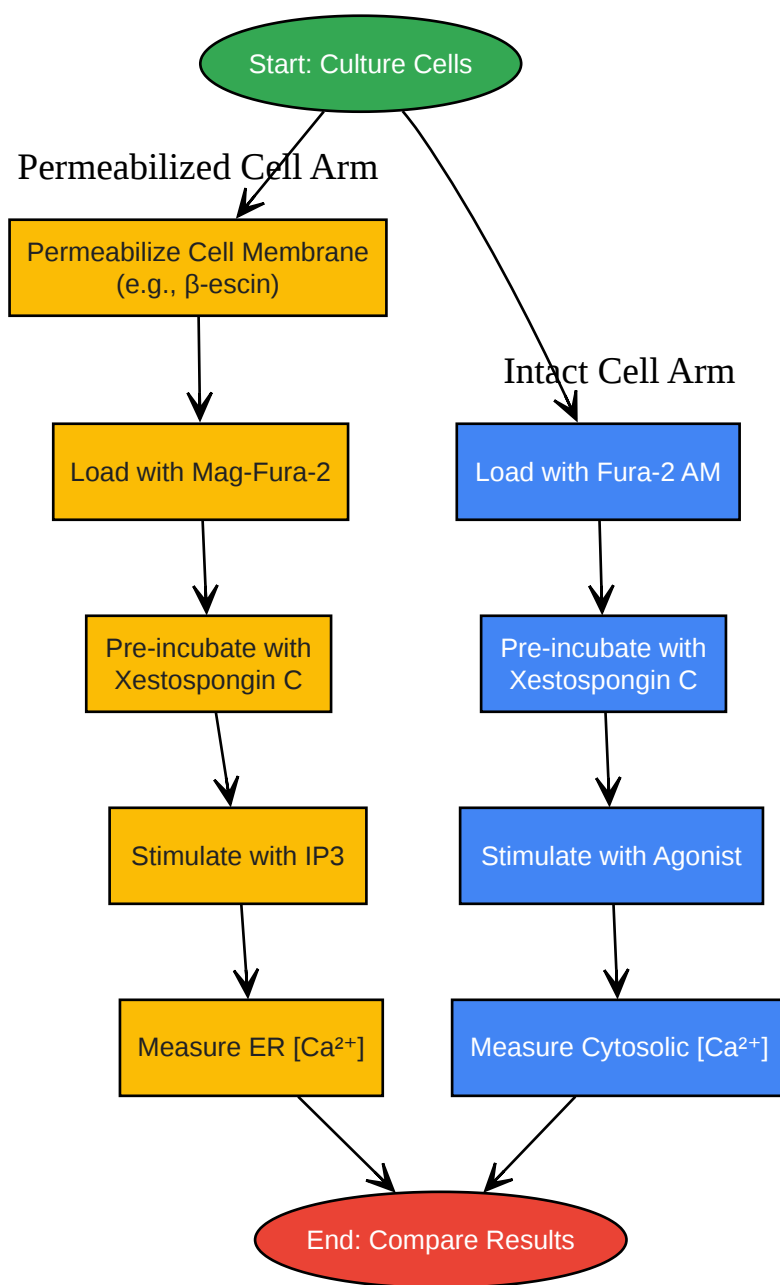 Start: Culture Cells
Permeabilized Cell Arm
Permeabilize Cell Membrane
(e.g., β-escin)
Intact Cell Arm
Load with Mag-Fura-2
Load with Fura-2 AM
Pre-incubate with
Xestospongin C
Pre-incubate with
Xestospongin C
Stimulate with IP3
Stimulate with Agonist
Measure ER [Ca²⁺]
Measure Cytosolic [Ca²⁺]
End: Compare Results